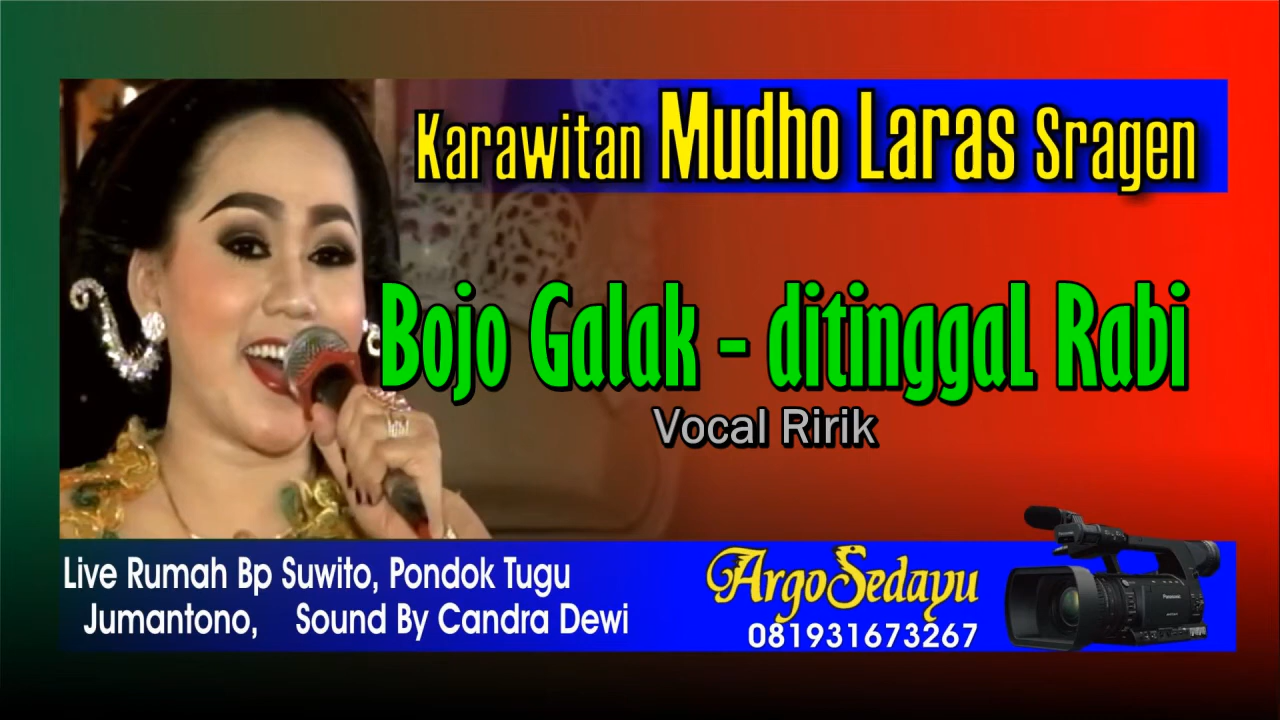 Karawitan Mudho Laras Sragen
Bojo Galak - ditinggaL Rabi
Vocal Ririk
Live Rumah Bp Suwito, Pondok Tugu
Jumantono, Sound By Candra Dewi
ArgoSedayu
081931673267
Panasonic